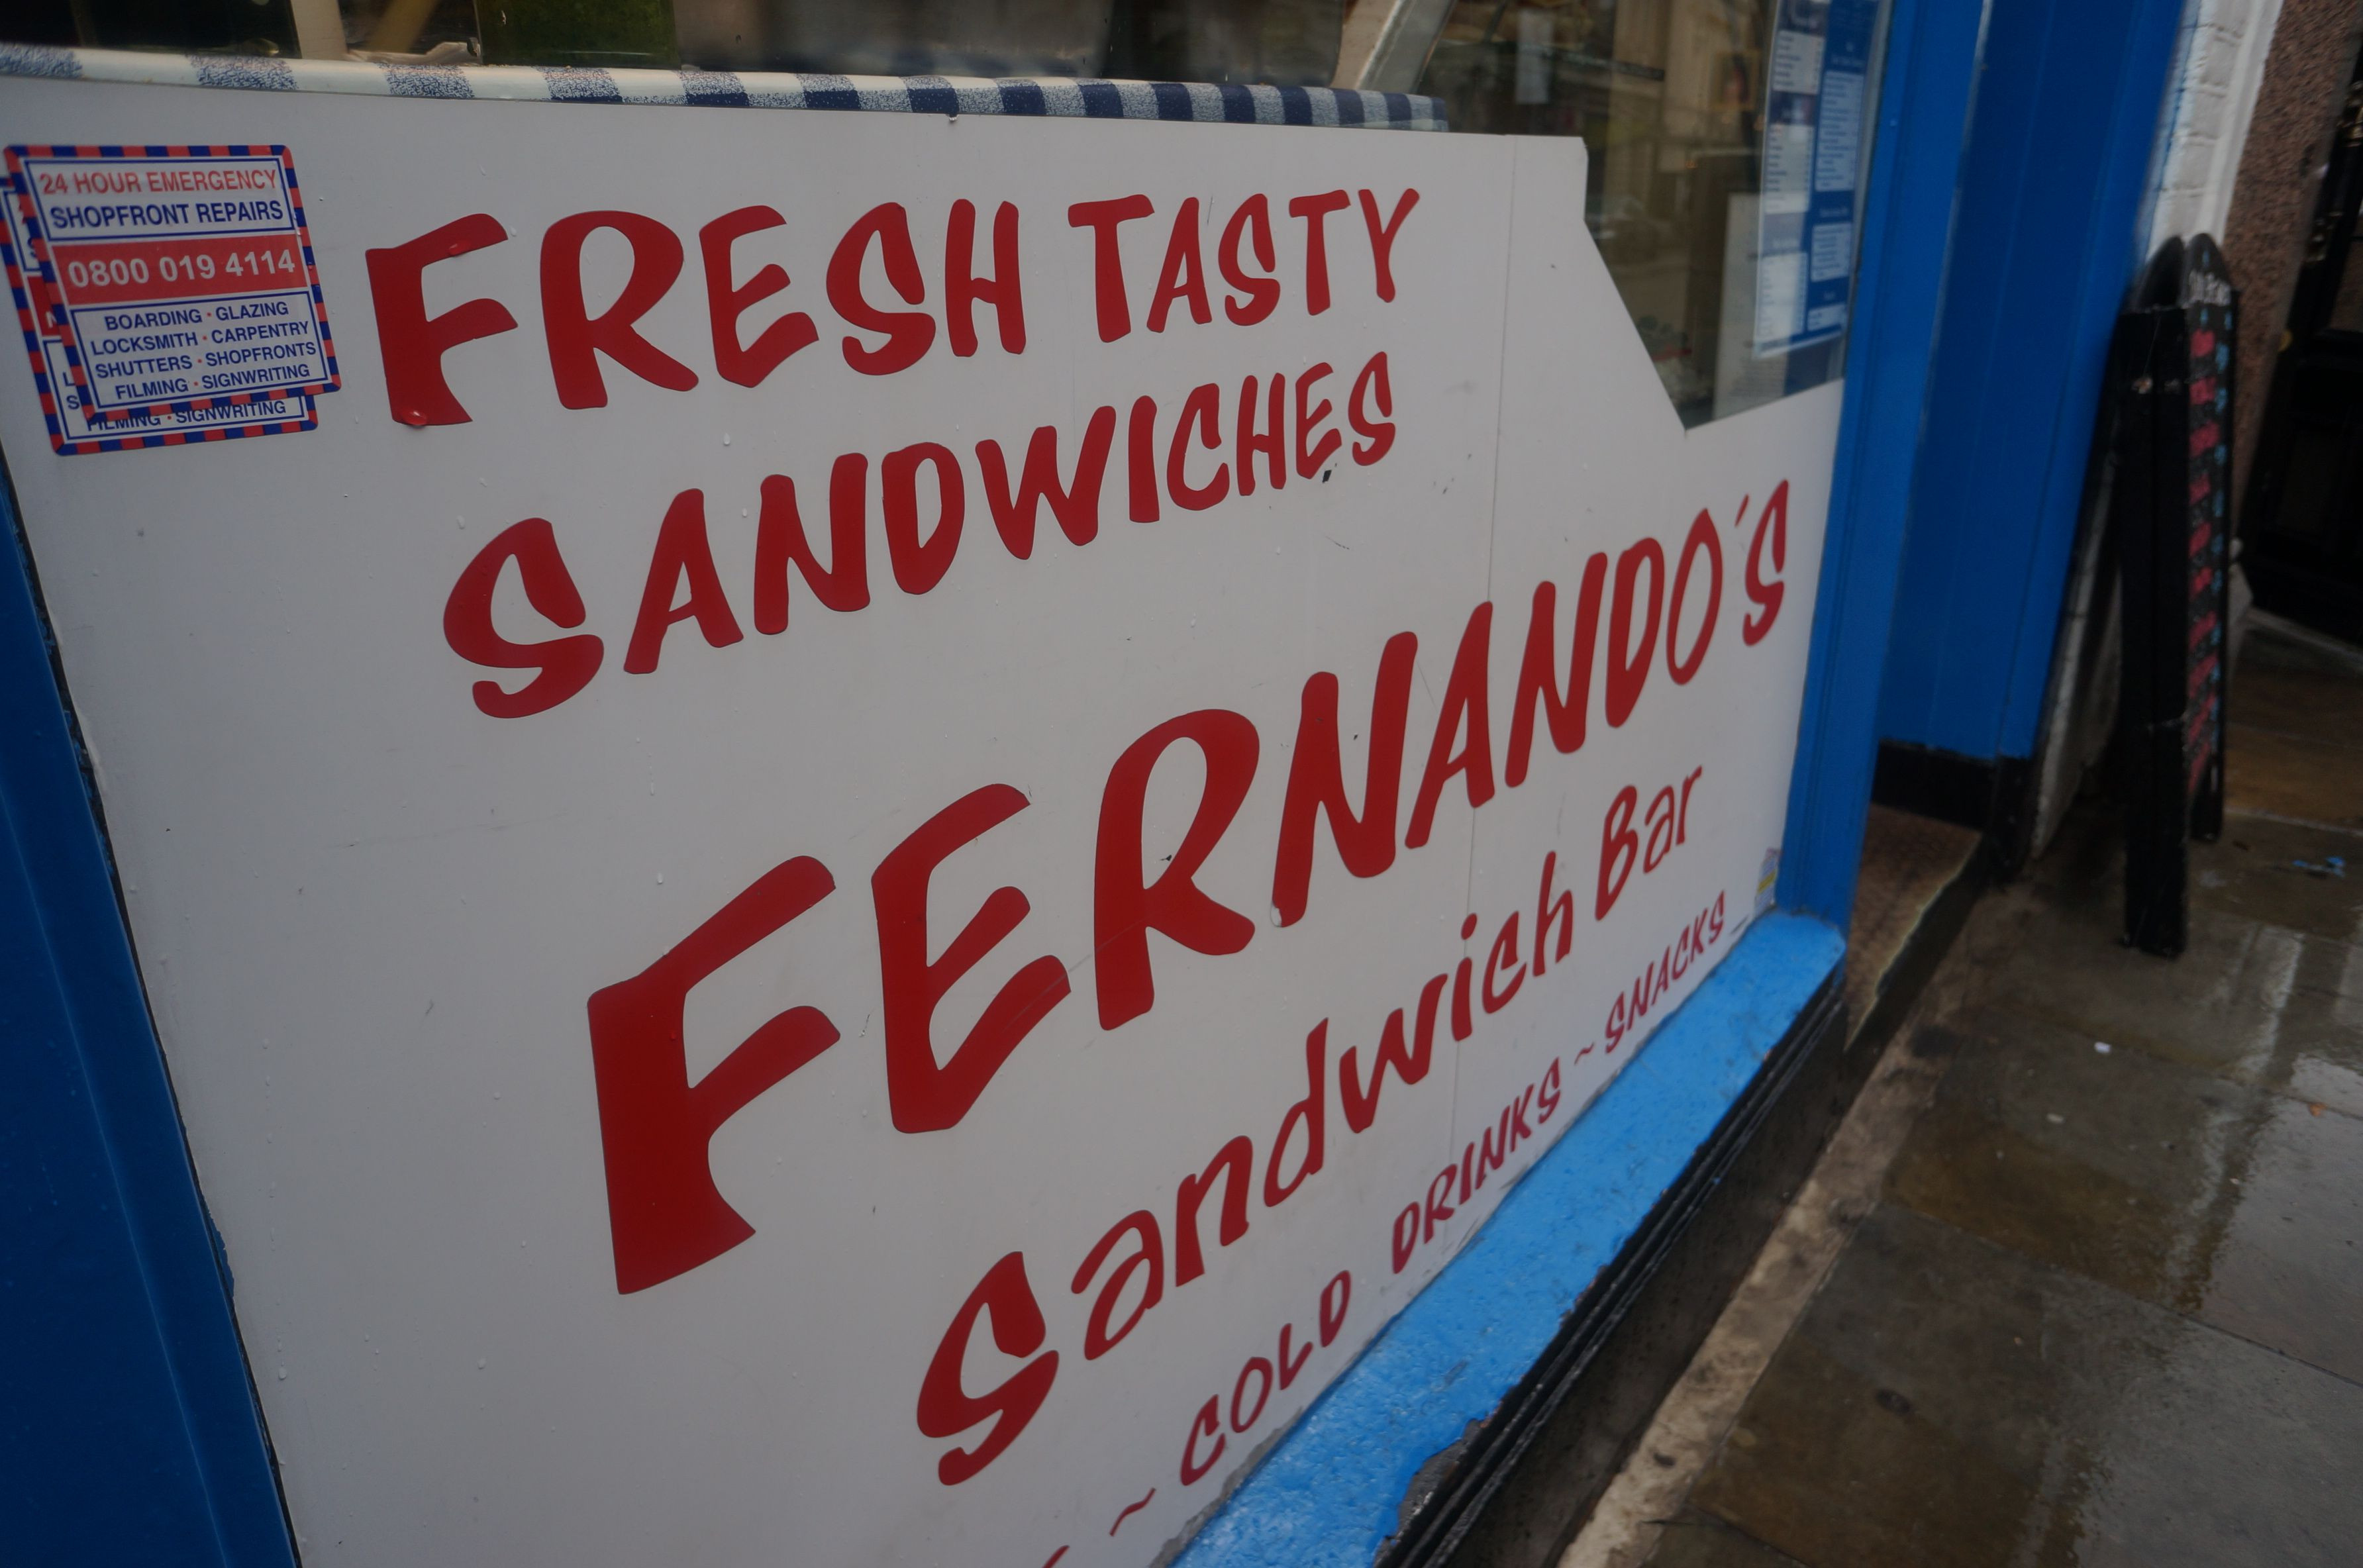 24 HOUR EMERGENCY
SHOPFRONT REPAIRS
0800 019 4114
BOARDING · GLAZING
LOCKSMITH · CARPENTRY
SHUTTERS · SHOPFRONTS
FILMING · SIGNWRITING
FILMING · SIGNWRITING
FRESH TASTY
SANDWICHES
FERNANDO'S
Sandwich Bar
~ COLD DRINKS ~ SNACKS